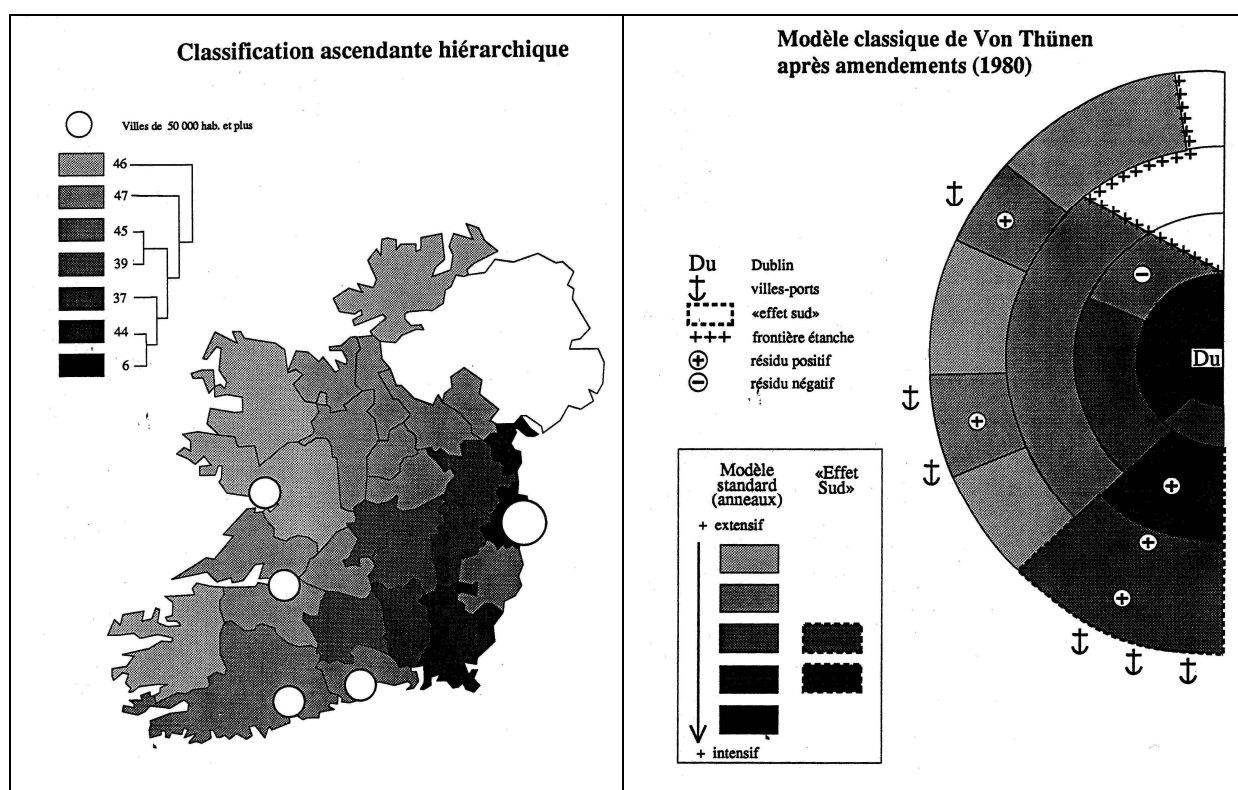 Classification ascendante hiérarchique
Villes de 50 000 hab. et plus
46
47
45
39
37
44
6
Modèle classique de Von Thünen
après amendements (1980)
Du Dublin
villes-ports
«effet sud»
+++ frontière étanche
+ résidu positif
− résidu négatif
Du
Modèle
standard
(anneaux)
«Effet
Sud»
+ extensif
+ intensif